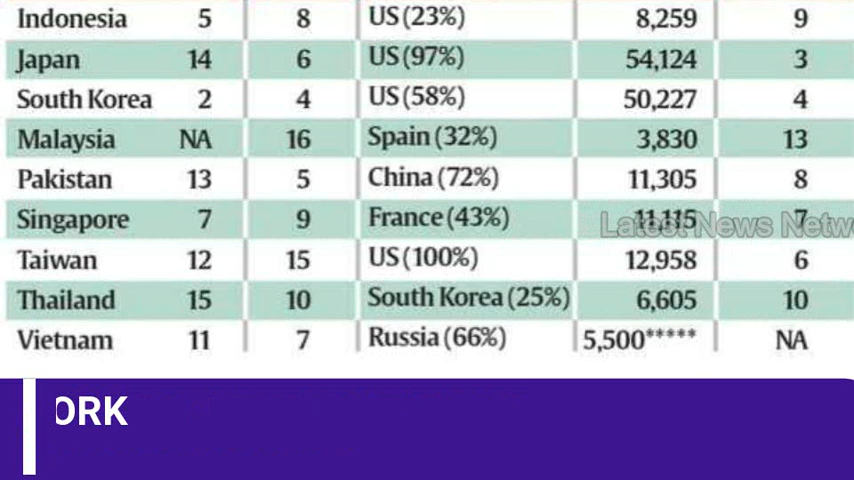 Indonesia 5 8 US (23%) 8,259 9
Japan 14 6 US (97%) 54,124 3
South Korea 2 4 US (58%) 50,227 4
Malaysia NA 16 Spain (32%) 3,830 13
Pakistan 13 5 China (72%) 11,305 8
Singapore 7 9 France (43%) 11,115 7
Latest News Netw
Taiwan 12 15 US (100%) 12,958 6
Thailand 15 10 South Korea (25%) 6,605 10
Vietnam 11 7 Russia (66%) 5,500***** NA
ORK